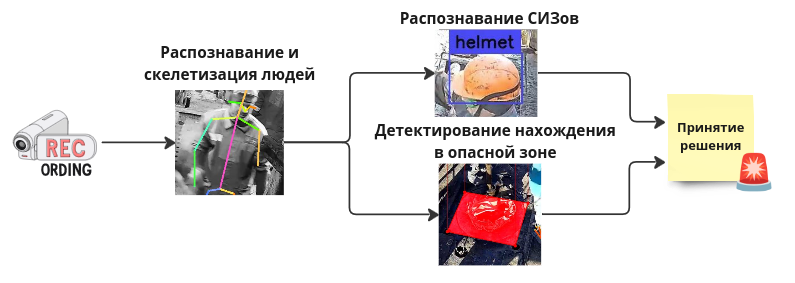 Распознавание СИЗов
helmet
Распознавание и
скелетизация людей
REC
ORDING
Детектирование нахождения
в опасной зоне
Принятие
решения